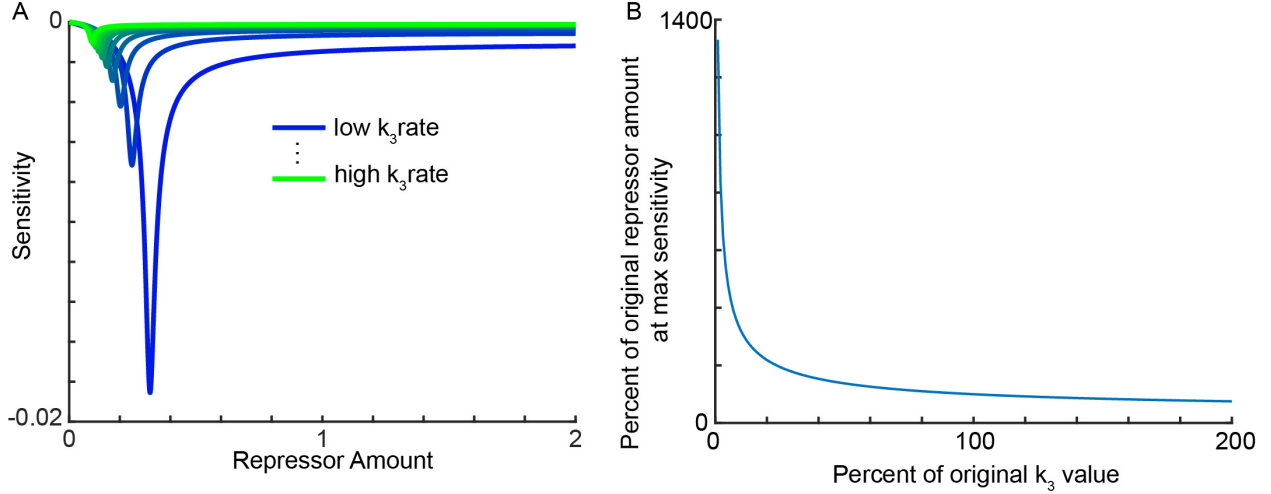 A
0
Sensitivity
-0.02
low k3rate
⋮
high k3rate
0
1
2
Repressor Amount
B
1400
Percent of original repressor amount
at max sensitivity
0
0
100
200
Percent of original k3 value